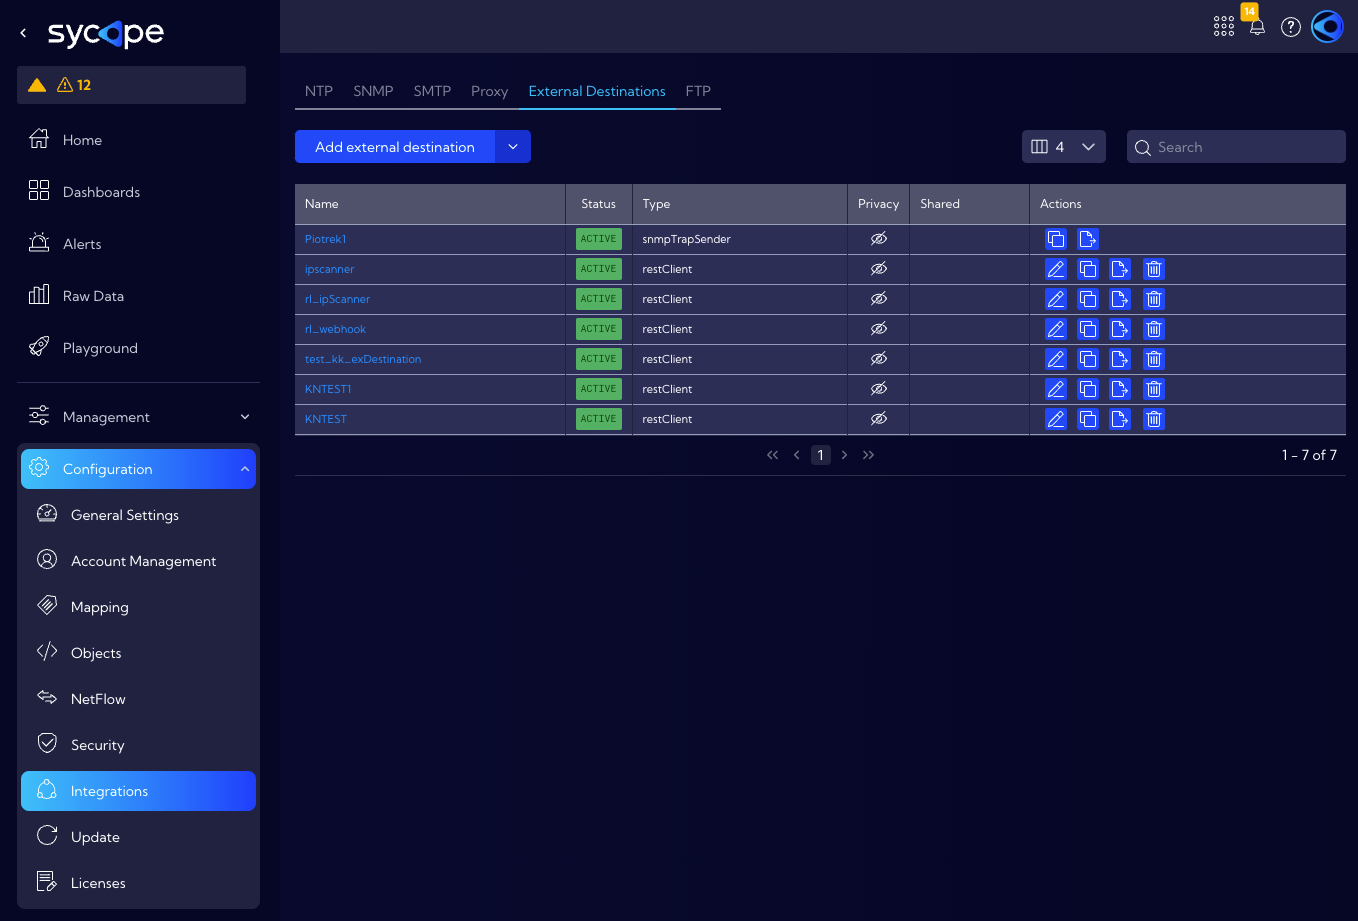 sycope
14
12
Home
Dashboards
Alerts
Raw Data
Playground
Management
Configuration
General Settings
Account Management
Mapping
Objects
NetFlow
Security
Integrations
Update
Licenses
NTP SNMP SMTP Proxy External Destinations FTP
Add external destination 4 Search
Name Status Type Privacy Shared Actions
Piotrek1 ACTIVE snmpTrapSender
ipscanner ACTIVE restClient
rl_ipScanner ACTIVE restClient
rl_webhook ACTIVE restClient
test_kk_exDestination ACTIVE restClient
KNTEST1 ACTIVE restClient
KNTEST ACTIVE restClient
1 1 - 7 of 7